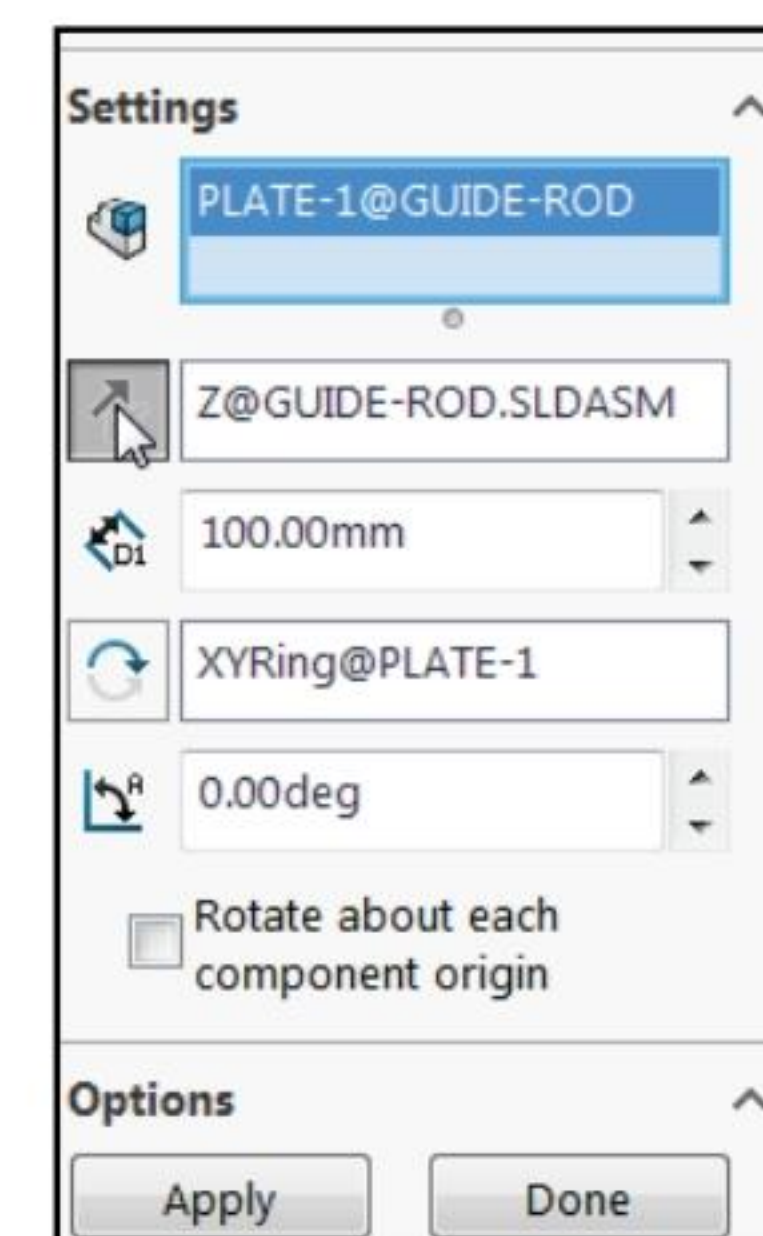 Settings
PLATE-1@GUIDE-ROD
Z@GUIDE-ROD.SLDASM
D1
100.00mm
XYRing@PLATE-1
A
0.00deg
Rotate about each
component origin
Options
Apply
Done